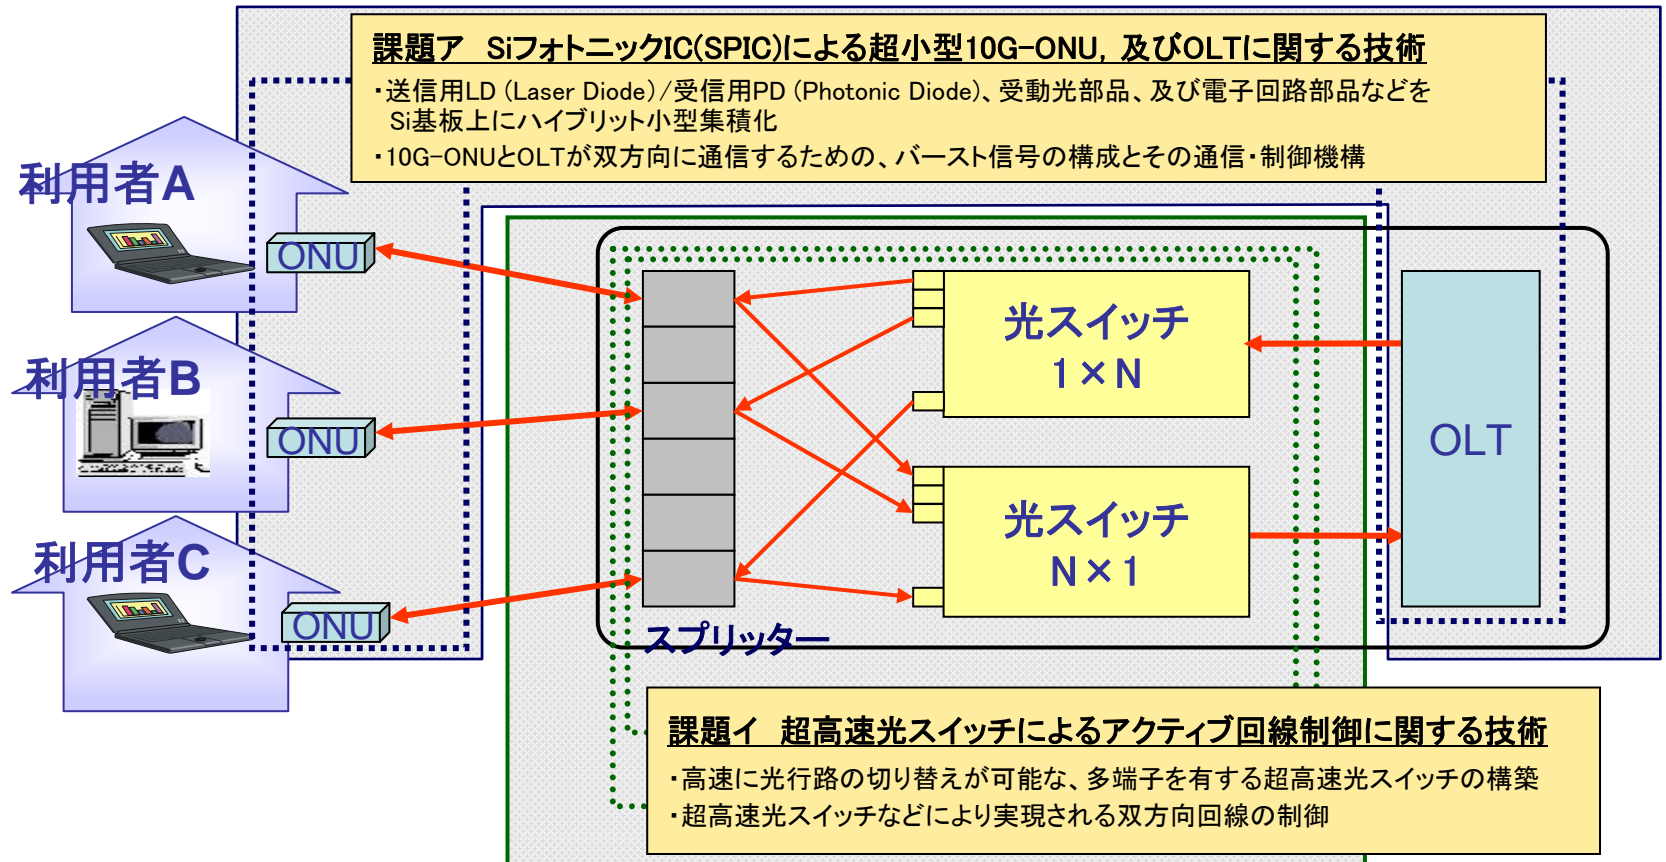 課題ア　SiフォトニックIC(SPIC)による超小型10G-ONU，及びOLTに関する技術
・送信用LD (Laser Diode)/受信用PD (Photonic Diode)、受動光部品、及び電子回路部品などを
Si基板上にハイブリット小型集積化
・10G-ONUとOLTが双方向に通信するための、バースト信号の構成とその通信・制御機構
利用者A
ONU
利用者B
ONU
利用者C
ONU
光スイッチ
1×N
光スイッチ
N×1
OLT
スプリッター
課題イ　超高速光スイッチによるアクティブ回線制御に関する技術
・高速に光行路の切り替えが可能な、多端子を有する超高速光スイッチの構築
・超高速光スイッチなどにより実現される双方向回線の制御